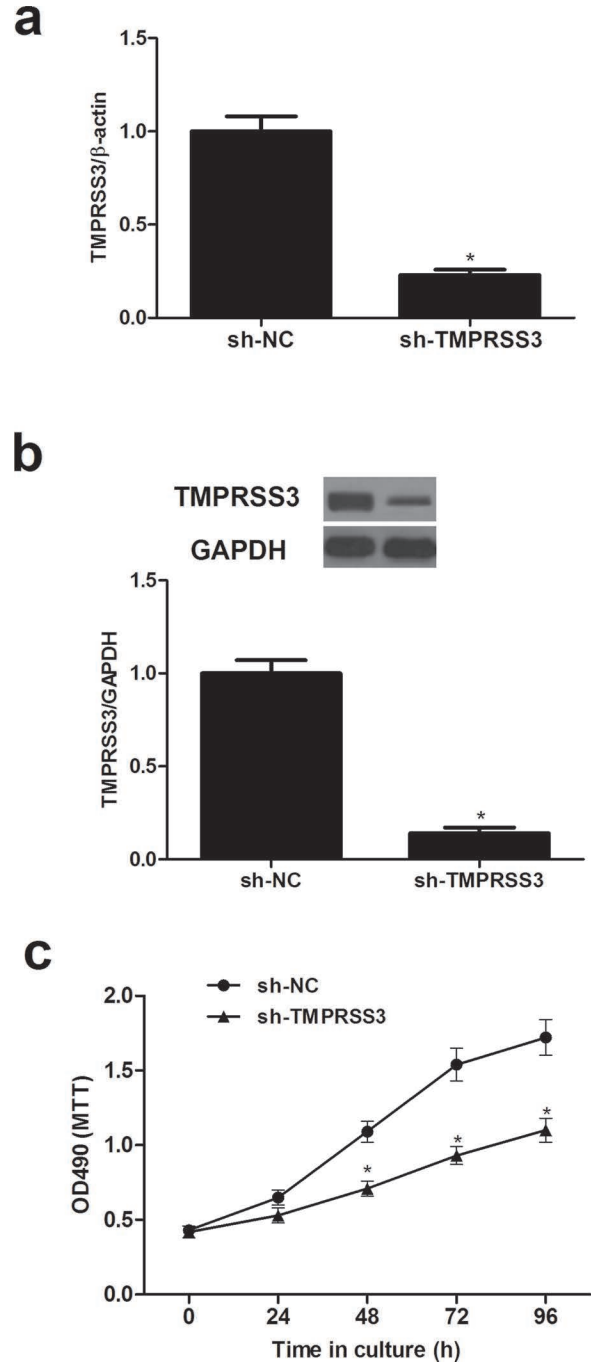 a
TMPRSS3/β-actin
1.5
1.0
0.5
0.0
*
sh-NC
sh-TMPRSS3
b
TMPRSS3
GAPDH
TMPRSS3/GAPDH
1.5
1.0
0.5
0.0
*
sh-NC
sh-TMPRSS3
c
sh-NC
sh-TMPRSS3
OD490 (MTT)
2.0
1.5
1.0
0.5
0.0
*
*
*
0
24
48
72
96
Time in culture (h)